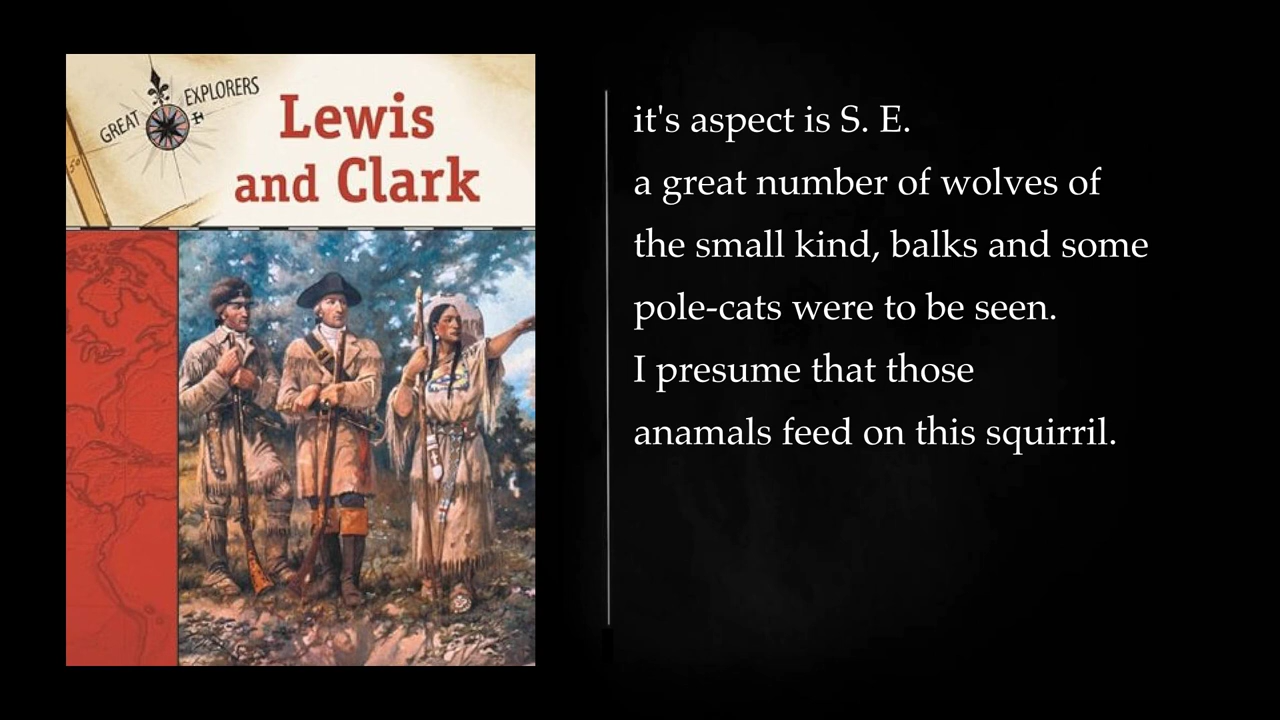 GREAT EXPLORERS
Lewis
and Clark
50
it's aspect is S. E.
a great number of wolves of
the small kind, balks and some
pole-cats were to be seen.
I presume that those
anamals feed on this squirril.